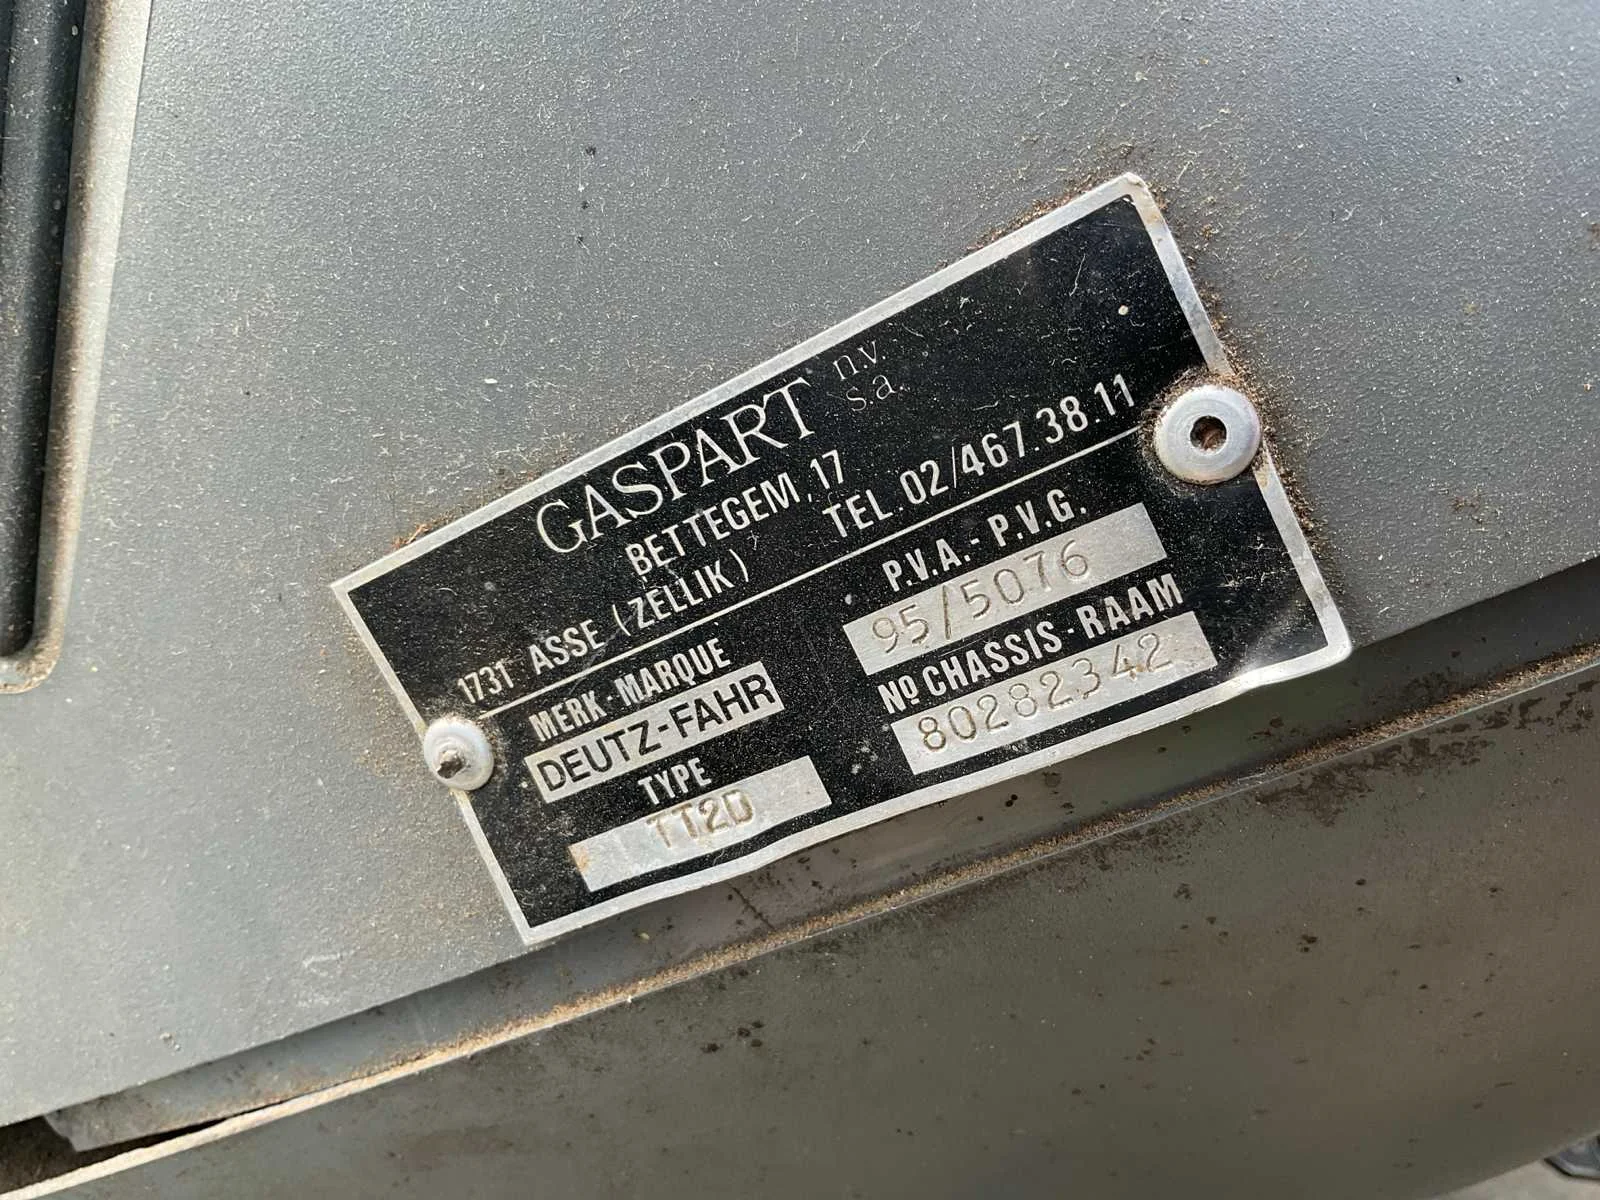 GASPART n.v. s.a.
BETTEGEM, 17
1731 ASSE (ZELLIK) TEL. 02/467.38.11
MERK - MARQUE
DEUTZ-FAHR
TYPE
TT2D
P.V.A. - P.V.G.
95/5076
Nº CHASSIS - RAAM
80282342